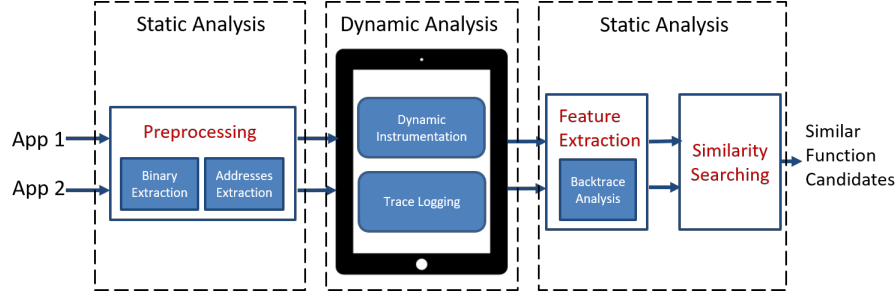 Static Analysis
Dynamic Analysis
Static Analysis
App 1
App 2
Preprocessing
Binary
Extraction
Addresses
Extraction
Dynamic
Instrumentation
Trace Logging
Feature
Extraction
Backtrace
Analysis
Similarity
Searching
Similar
Function
Candidates